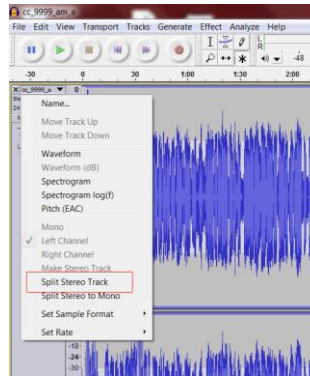 cc_9999_am_a
File Edit View Transport Tracks Generate Effect Analyze Help
R
-48
-30 0 30 1:00 1:30 2:00
cc_9999_a
0
Name...
Move Track Up
Move Track Down
Waveform
Waveform (dB)
Spectrogram
Spectrogram log(f)
Pitch (EAC)
Mono
Left Channel
Right Channel
Make Stereo Track
Split Stereo Track
Split Stereo to Mono
Set Sample Format
Set Rate
-18-
-24-
-30-